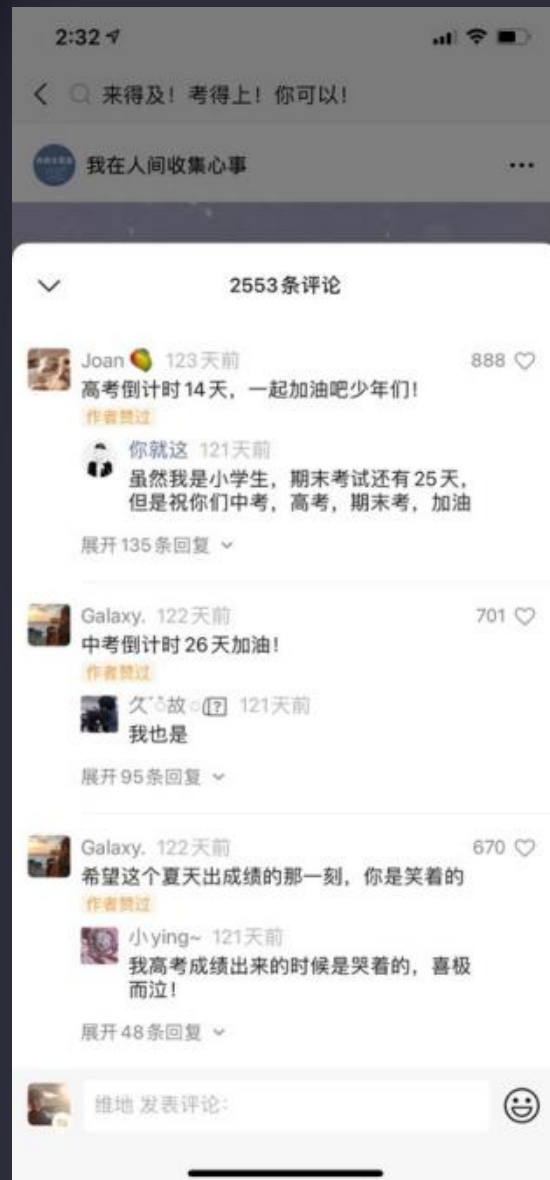 2:32
来得及！考得上！你可以！
我在人间收集心事
2553条评论
Joan 🥭 123天前 888
高考倒计时14天，一起加油吧少年们！
作者赞过
你就这 121天前
虽然我是小学生，期末考试还有25天，
但是祝你们中考，高考，期末考，加油
展开135条回复
Galaxy. 122天前 701
中考倒计时26天加油！
作者赞过
121天前
我也是
展开95条回复
Galaxy. 122天前 670
希望这个夏天出成绩的那一刻，你是笑着的
作者赞过
小ying~ 121天前
我高考成绩出来的时候是哭着的，喜极
而泣！
展开48条回复
维地 发表评论：